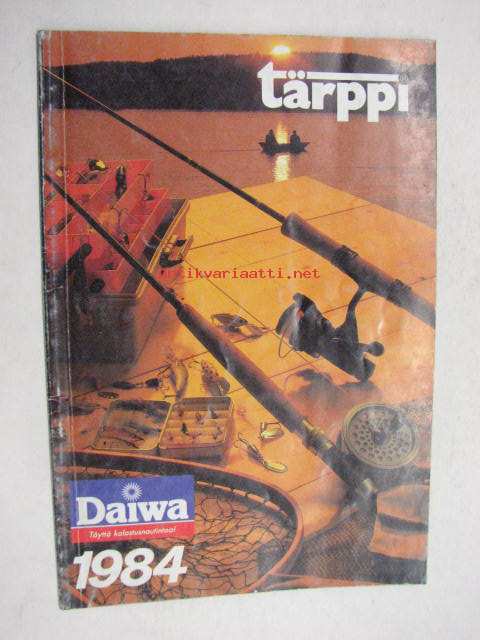 tärppi
antikvariaatti.net
Daiwa
Täyttä kalastusnautintoa!
1984